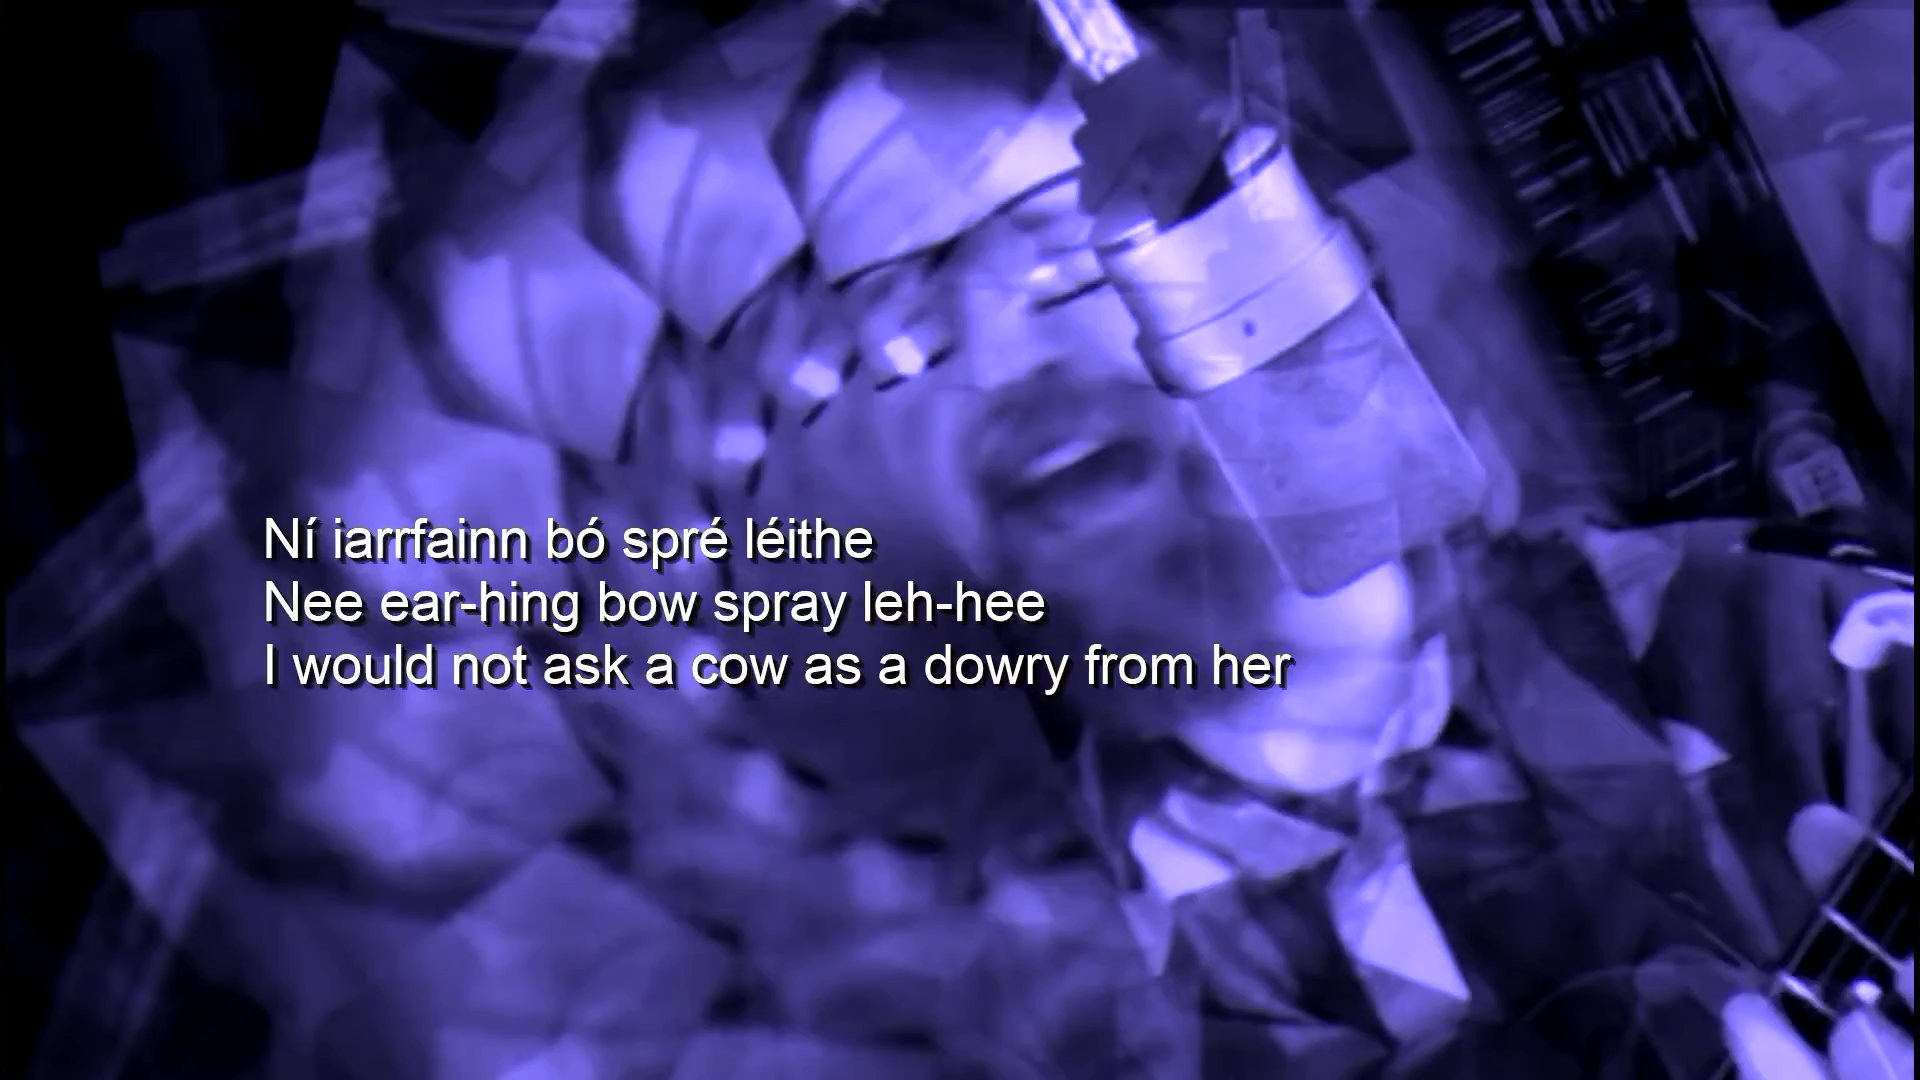 Ní iarrfainn bó spré léithe
Nee ear-hing bow spray leh-hee
I would not ask a cow as a dowry from her